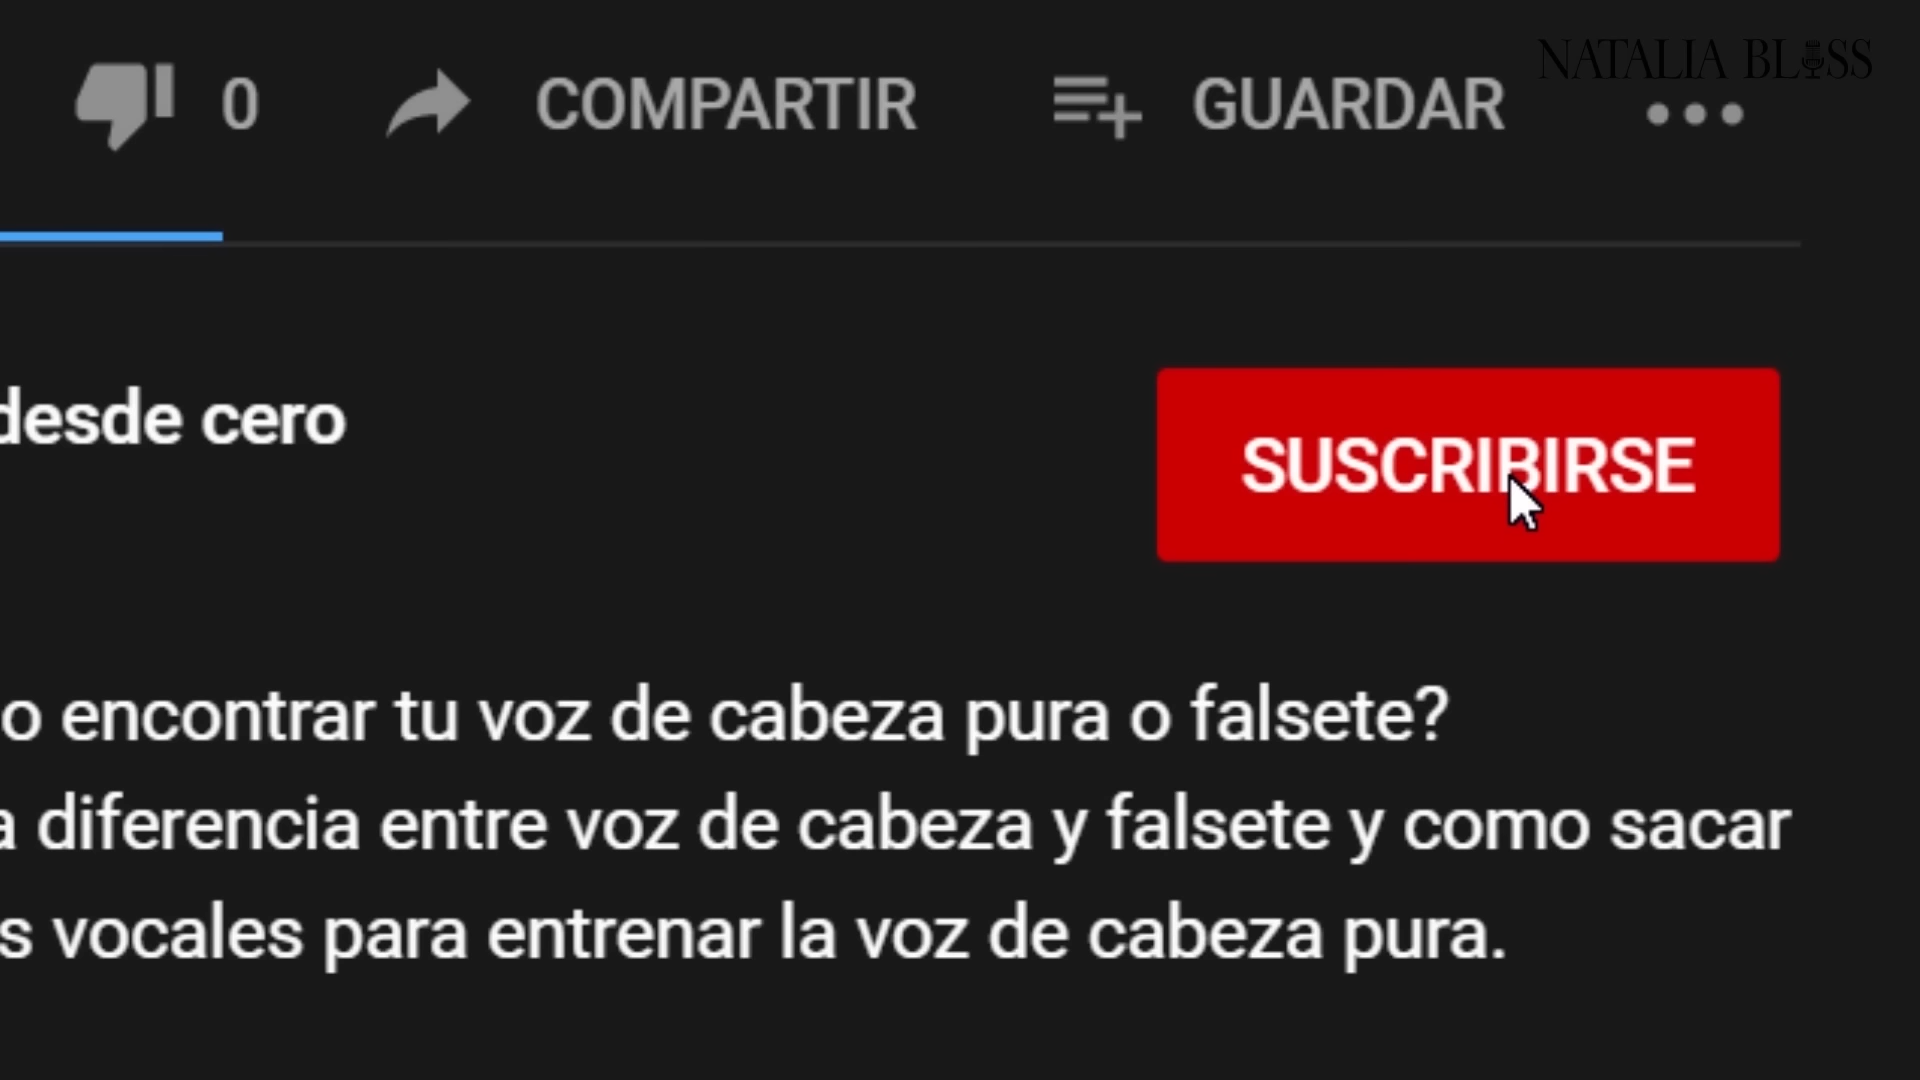 NATALIA BLISS
0 COMPARTIR GUARDAR
desde cero
SUSCRIBIRSE
o encontrar tu voz de cabeza pura o falsete?
a diferencia entre voz de cabeza y falsete y como sacar
s vocales para entrenar la voz de cabeza pura.